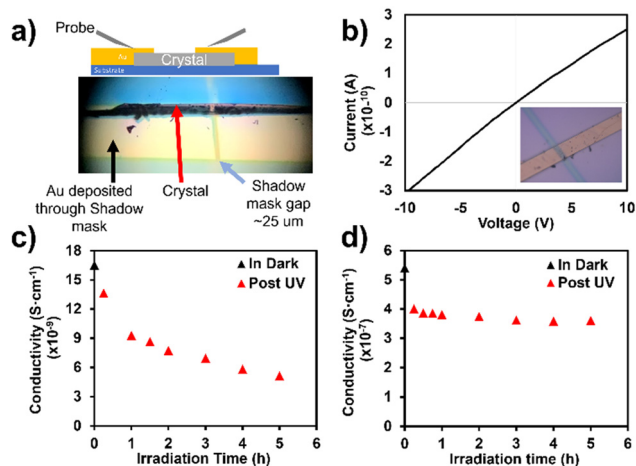 a)
Probe
Au
Crystal
Substrate
Au deposited
through Shadow
mask
Crystal
Shadow
mask gap
~25 um
b)
Current (A)
(x10-10)
3
2
1
0
-1
-2
-3
-10
-5
0
5
10
Voltage (V)
c)
Conductivity (S·cm-1)
(x10-9)
18
15
12
9
6
3
0
▲ In Dark
▲ Post UV
0 1 2 3 4 5 6
Irradiation Time (h)
d)
Conductivity (S·cm-1)
(x10-7)
6
5
4
3
2
1
0
▲ In Dark
▲ Post UV
0 1 2 3 4 5 6
Irradiation time (h)